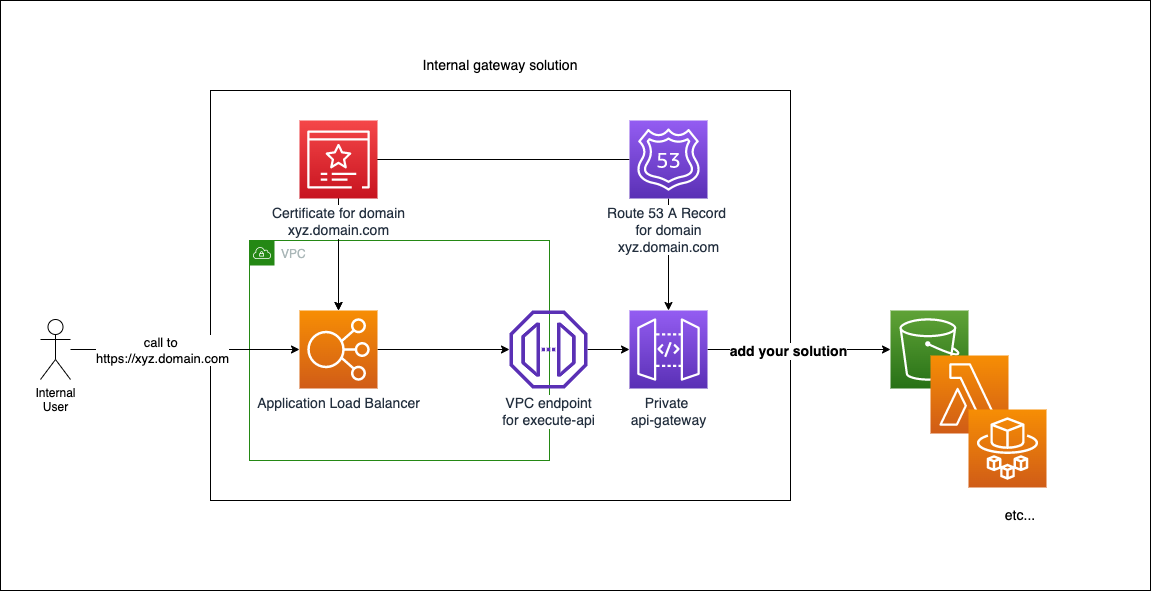 Internal gateway solution
53
Certificate for domain
xyz.domain.com
Route 53 A Record
for domain
xyz.domain.com
VPC
call to
https://xyz.domain.com
</>
add your solution
Internal
User
Application Load Balancer
VPC endpoint
for execute-api
Private
api-gateway
etc...